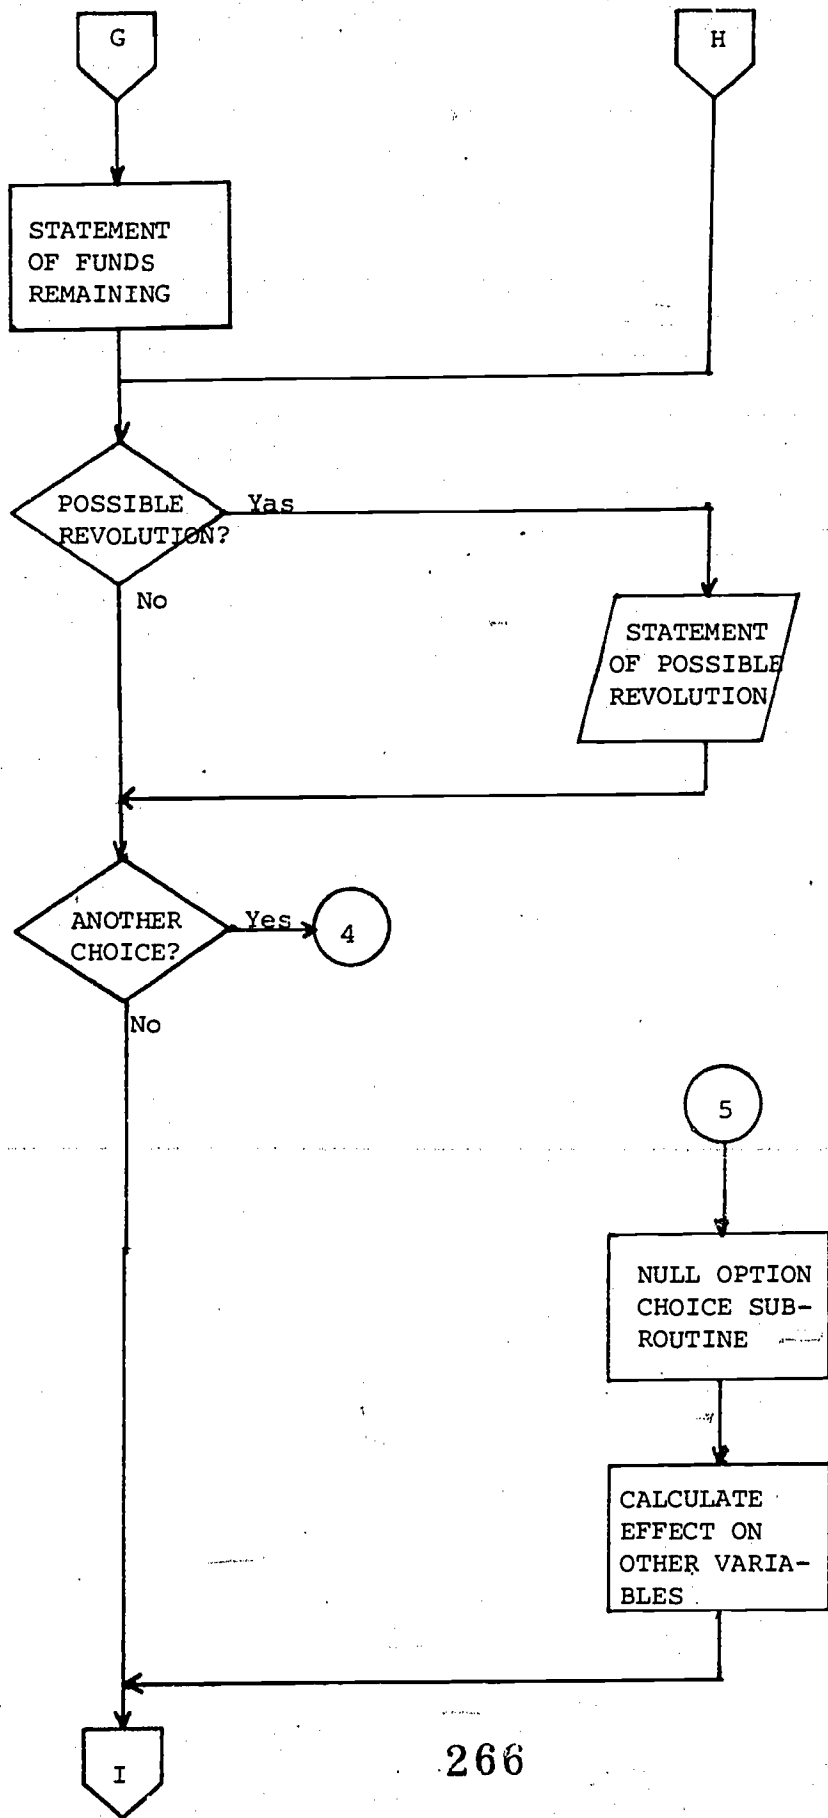 G
H
STATEMENT
OF FUNDS
REMAINING
POSSIBLE
REVOLUTION?
Yas
No
STATEMENT
OF POSSIBLE
REVOLUTION
ANOTHER
CHOICE?
Yes
4
No
5
NULL OPTION
CHOICE SUB-
ROUTINE
CALCULATE
EFFECT ON
OTHER VARIA-
BLES
I
266